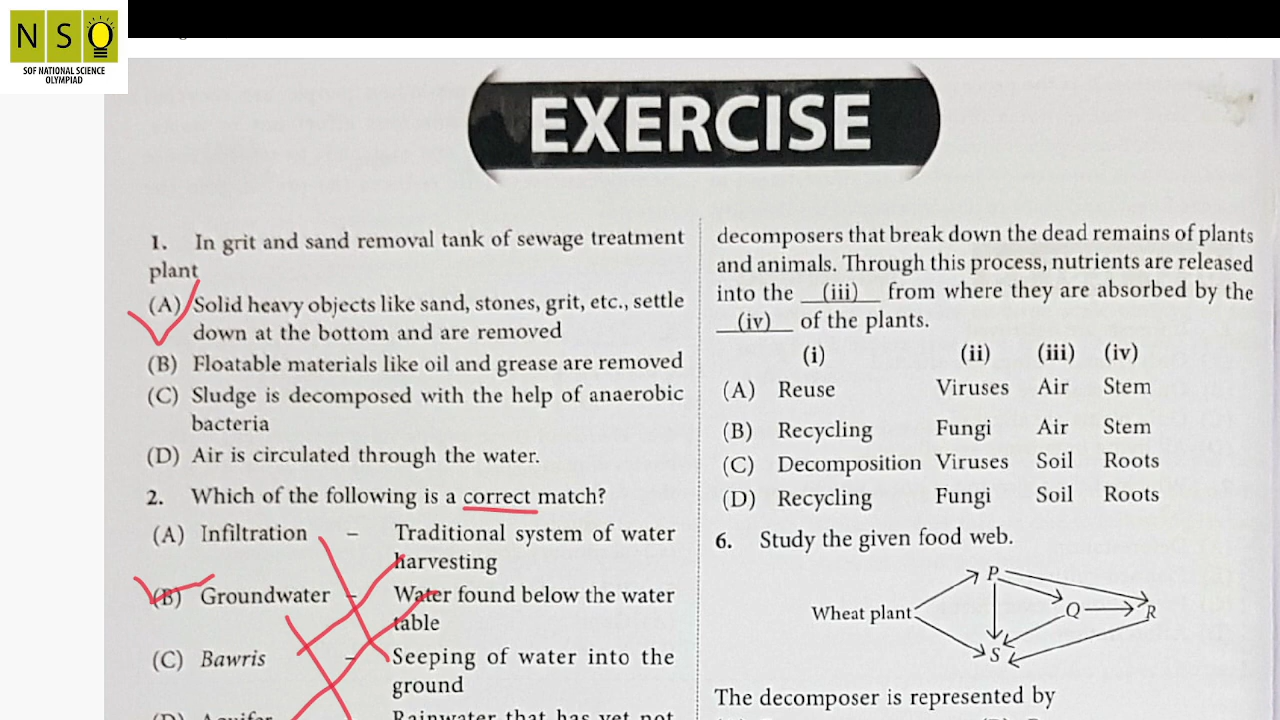 NSO
SOF NATIONAL SCIENCE
OLYMPIAD
EXERCISE
1. In grit and sand removal tank of sewage treatment
plant
(A) Solid heavy objects like sand, stones, grit, etc., settle
down at the bottom and are removed
(B) Floatable materials like oil and grease are removed
(C) Sludge is decomposed with the help of anaerobic
bacteria
(D) Air is circulated through the water.
2. Which of the following is a correct match?
(A) Infiltration – Traditional system of water
harvesting
(B) Groundwater – Water found below the water
table
(C) Bawris – Seeping of water into the
ground
(D) Aquifer Rainwater that has yet not
decomposers that break down the dead remains of plants
and animals. Through this process, nutrients are released
into the (iii) from where they are absorbed by the
(iv) of the plants.
(i) (ii) (iii) (iv)
(A) Reuse Viruses Air Stem
(B) Recycling Fungi Air Stem
(C) Decomposition Viruses Soil Roots
(D) Recycling Fungi Soil Roots
6. Study the given food web.
P
Wheat plant Q R
S
The decomposer is represented by